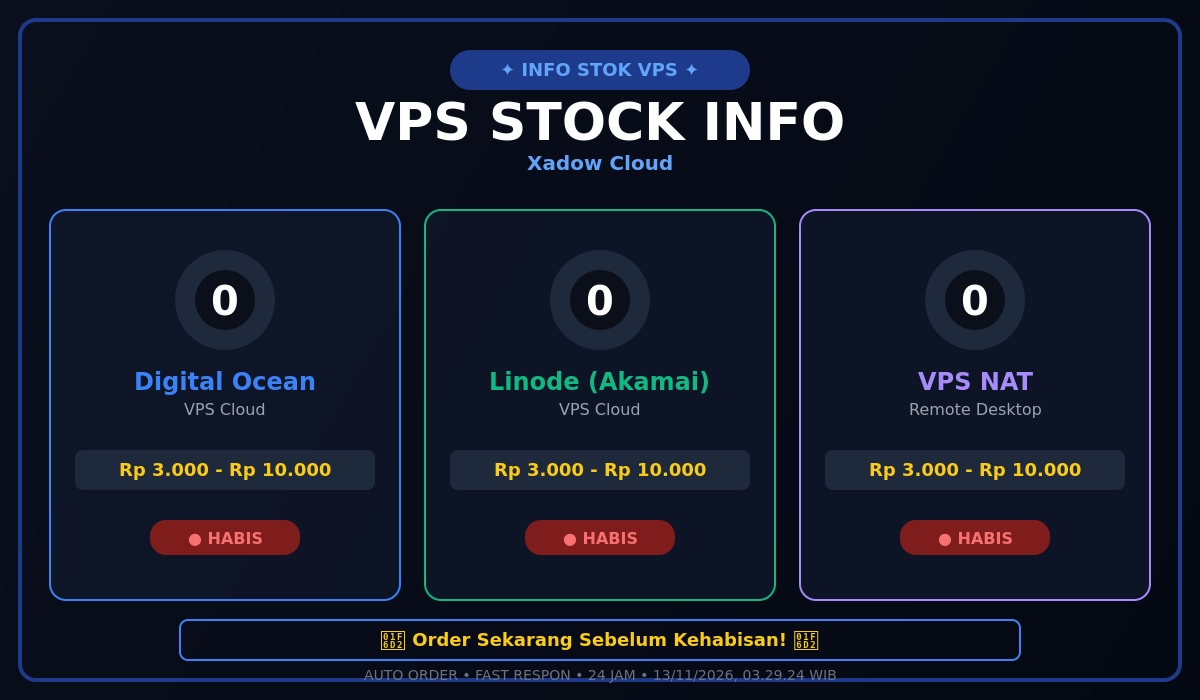 ✦ INFO STOK VPS ✦
VPS STOCK INFO
Xadow Cloud
0
Digital Ocean
VPS Cloud
Rp 3.000 - Rp 10.000
● HABIS
0
Linode (Akamai)
VPS Cloud
Rp 3.000 - Rp 10.000
● HABIS
0
VPS NAT
Remote Desktop
Rp 3.000 - Rp 10.000
● HABIS
🛒 Order Sekarang Sebelum Kehabisan! 🛒
AUTO ORDER • FAST RESPON • 24 JAM • 13/11/2026, 03.29.24 WIB